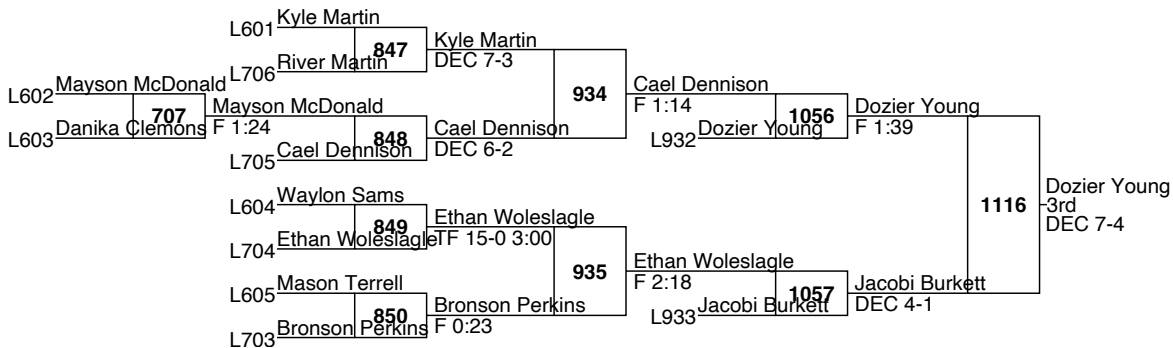 Kyle Martin
L601
847
Kyle Martin
DEC 7-3
River Martin
L706
Mayson McDonald
L602
707
Mayson McDonald
F 1:24
Danika Clemons
L603
848
Cael Dennison
DEC 6-2
Cael Dennison
L705
934
Cael Dennison
F 1:14
1056
Dozier Young
F 1:39
Dozier Young
L932
Waylon Sams
L604
849
Ethan Woleslagle
TF 15-0 3:00
Ethan Woleslagle
L704
935
Ethan Woleslagle
F 2:18
Mason Terrell
L605
850
Bronson Perkins
F 0:23
Bronson Perkins
L703
1057
Jacobi Burkett
DEC 4-1
Jacobi Burkett
L933
1116
Dozier Young
3rd
DEC 7-4